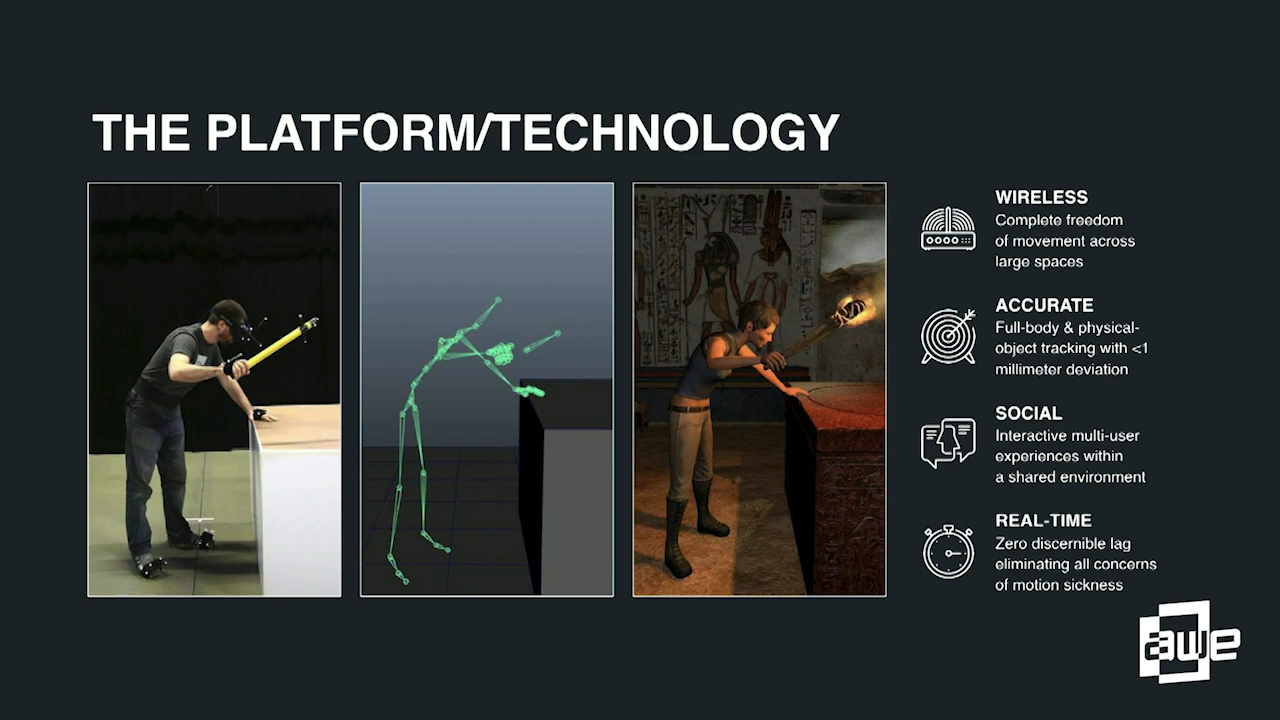 THE PLATFORM/TECHNOLOGY
WIRELESS
Complete freedom
of movement across
large spaces
ACCURATE
Full-body & physical-
object tracking with <1
millimeter deviation
SOCIAL
Interactive multi-user
experiences within
a shared environment
REAL-TIME
Zero discernible lag
eliminating all concerns
of motion sickness
awe